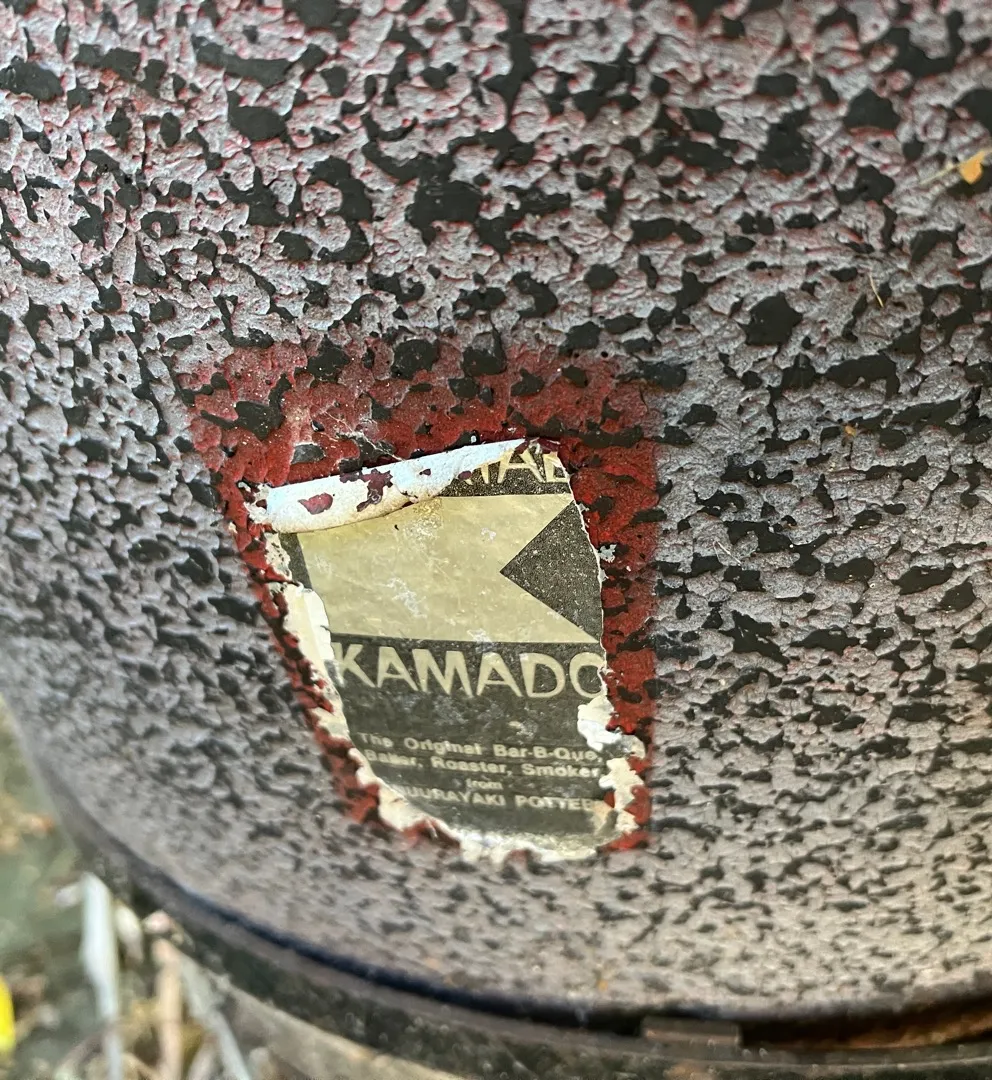 KAMADO
The Original Bar-B-Que,
Baker, Roaster, Smoker
from